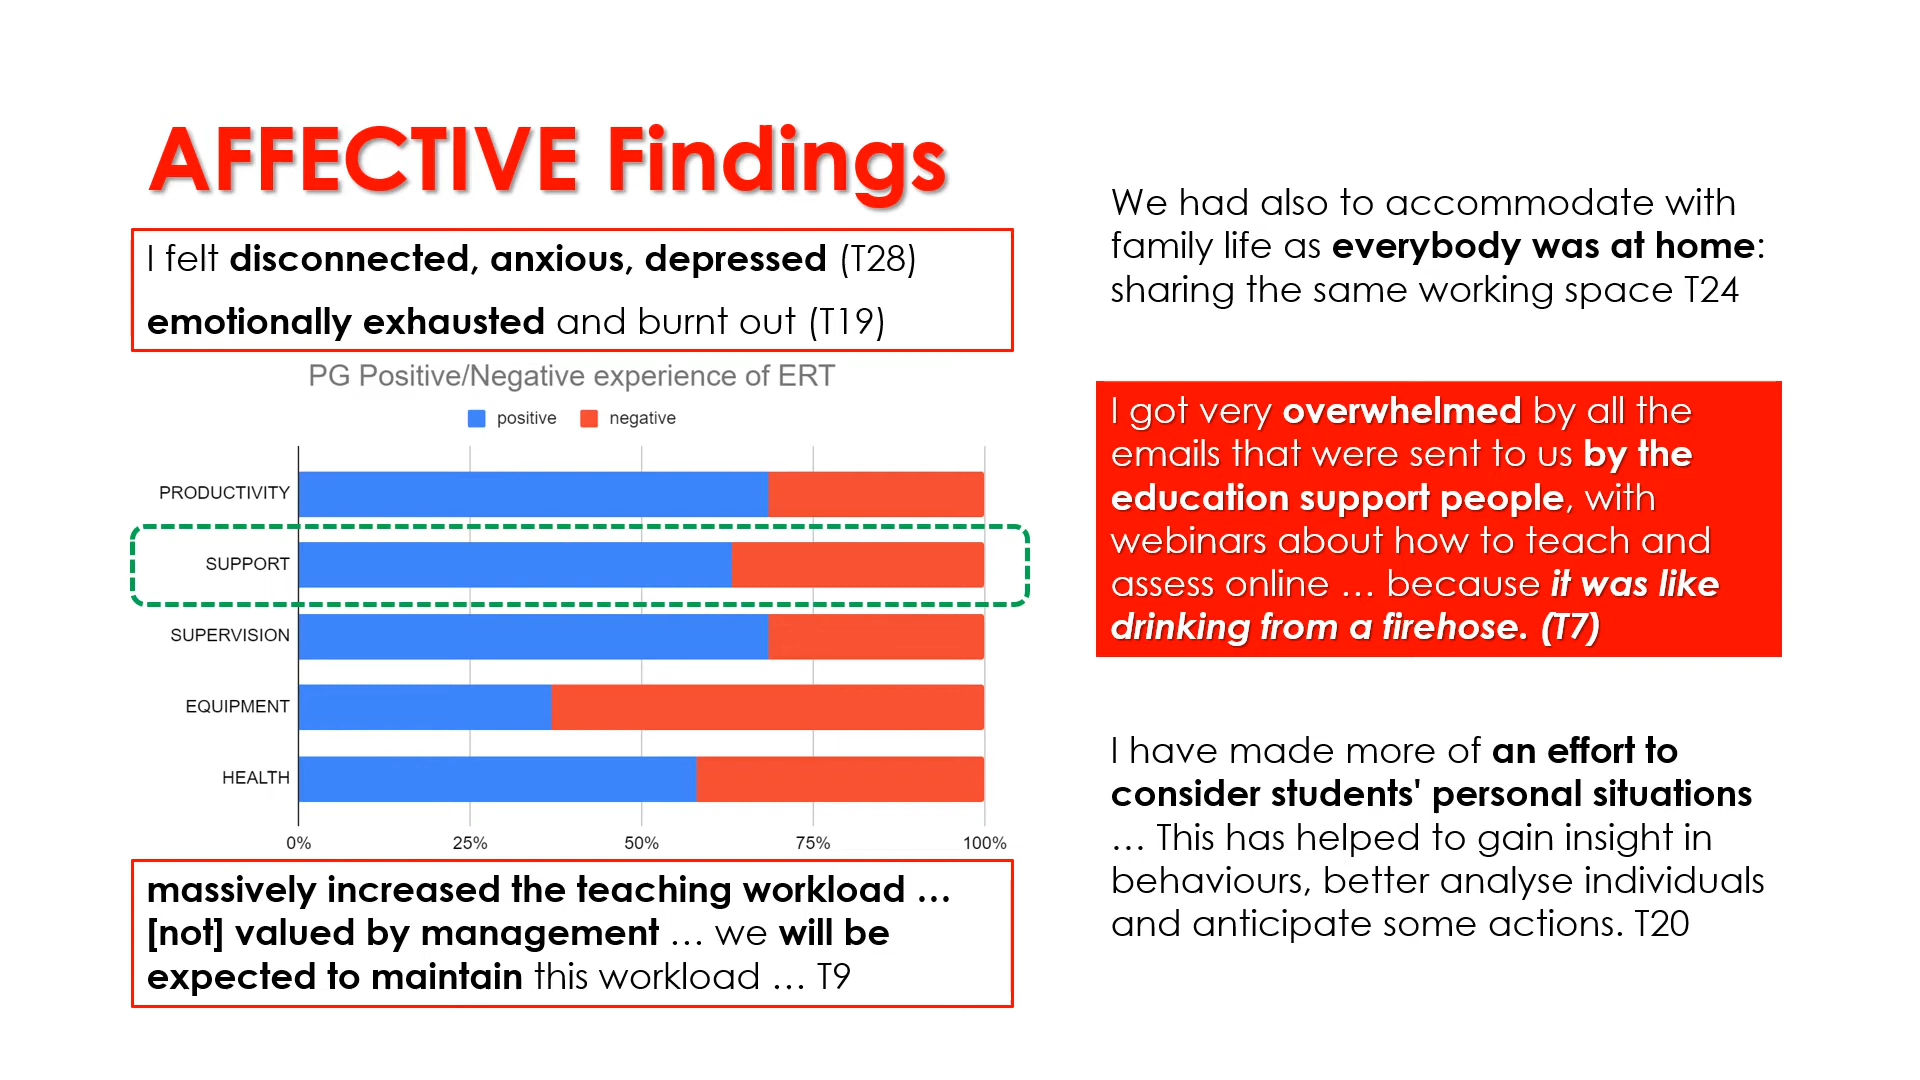 AFFECTIVE Findings
I felt disconnected, anxious, depressed (T28)
emotionally exhausted and burnt out (T19)
PG Positive/Negative experience of ERT
positive
negative
PRODUCTIVITY
SUPPORT
SUPERVISION
EQUIPMENT
HEALTH
0% 25% 50% 75% 100%
massively increased the teaching workload …
[not] valued by management … we will be
expected to maintain this workload … T9
We had also to accommodate with
family life as everybody was at home:
sharing the same working space T24
I got very overwhelmed by all the
emails that were sent to us by the
education support people, with
webinars about how to teach and
assess online … because it was like
drinking from a firehose. (T7)
I have made more of an effort to
consider students' personal situations
… This has helped to gain insight in
behaviours, better analyse individuals
and anticipate some actions. T20